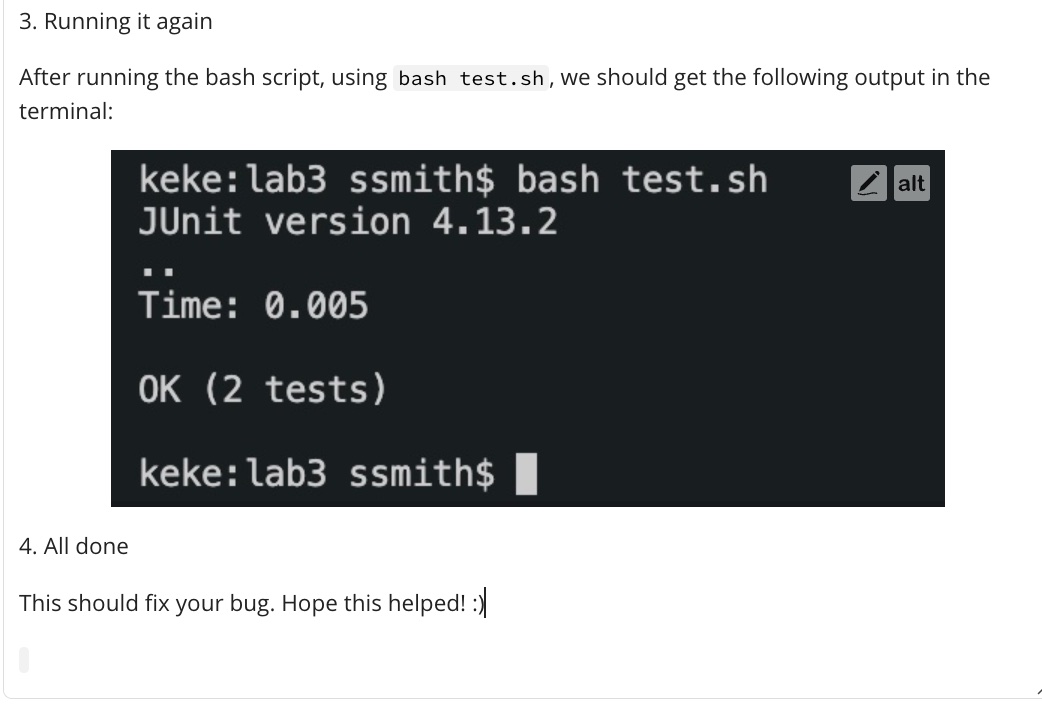 3. Running it again
After running the bash script, using bash test.sh, we should get the following output in the
terminal:
keke:lab3 ssmith$ bash test.sh
alt
JUnit version 4.13.2
..
Time: 0.005
OK (2 tests)
keke:lab3 ssmith$
4. All done
This should fix your bug. Hope this helped! :)